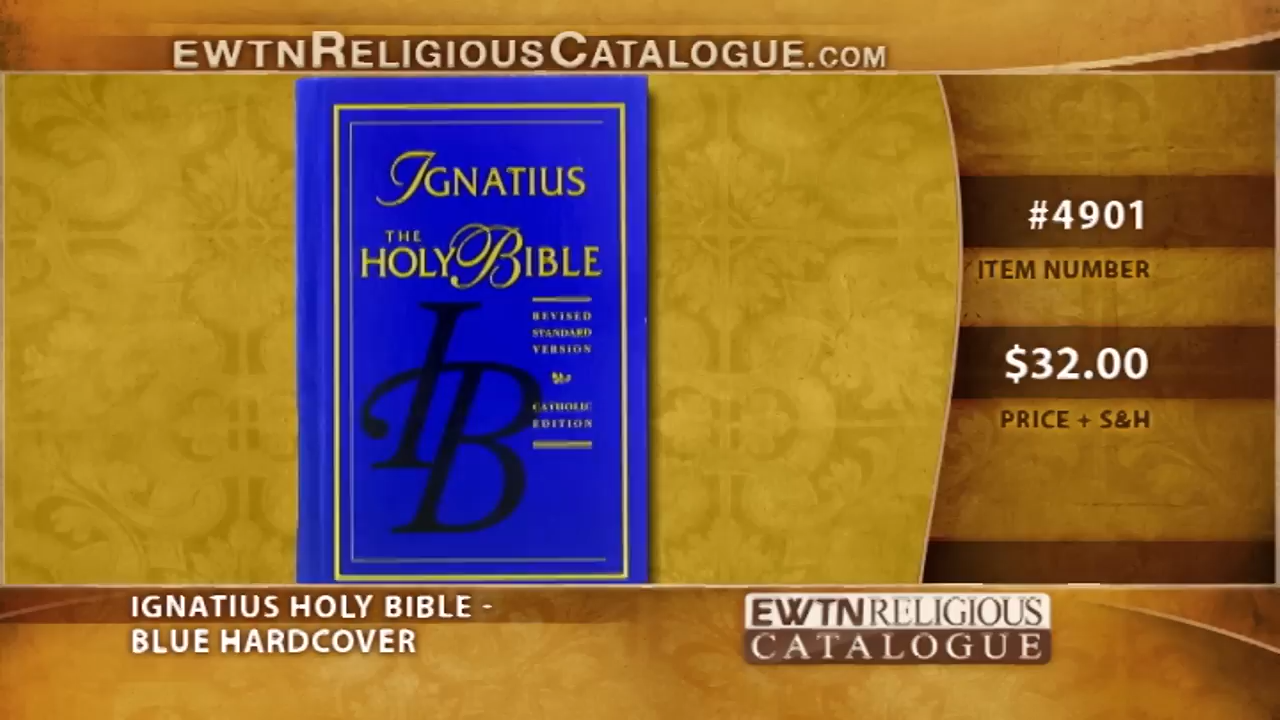 EWTNRELIGIOUSCATALOGUE.COM
IGNATIUS
THE
HOLY BIBLE
REVISED
STANDARD
VERSION
CATHOLIC
EDITION
IB
#4901
ITEM NUMBER
$32.00
PRICE + S&H
IGNATIUS HOLY BIBLE -
BLUE HARDCOVER
EWTNRELIGIOUS
CATALOGUE